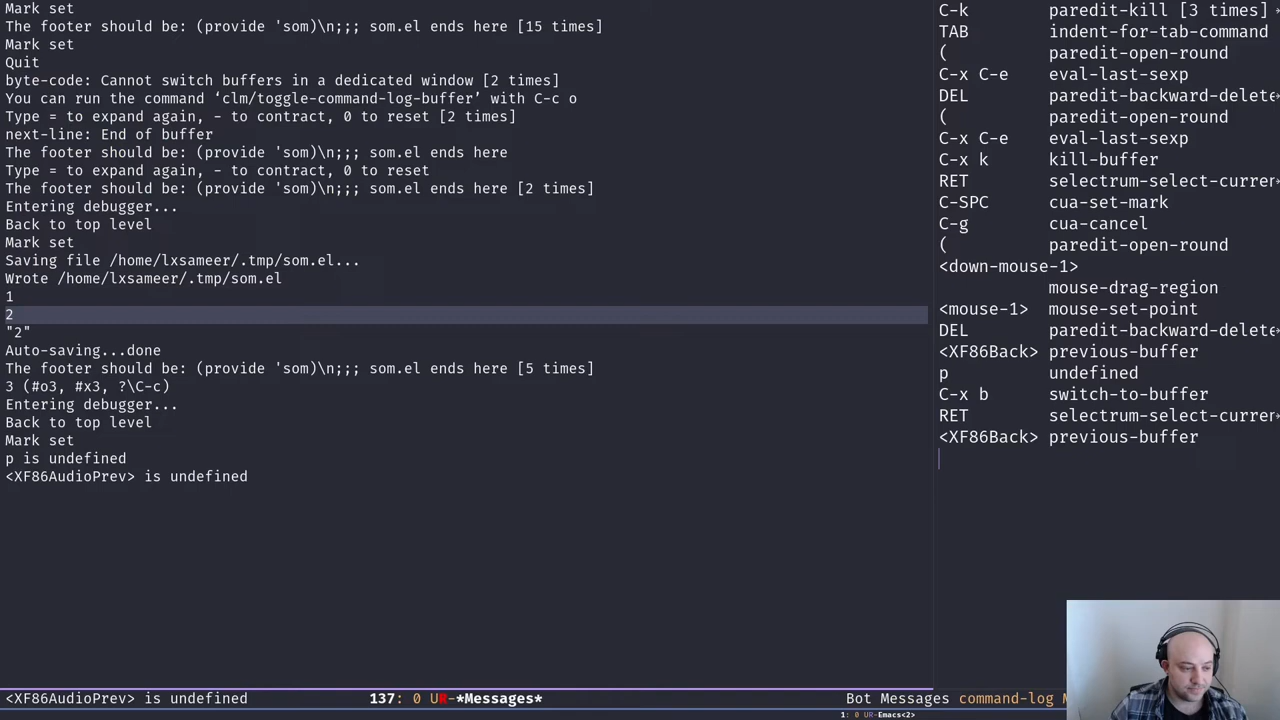 Mark set
The footer should be: (provide 'som)\n;;; som.el ends here [15 times]
Mark set
Quit
byte-code: Cannot switch buffers in a dedicated window [2 times]
You can run the command ‘clm/toggle-command-log-buffer’ with C-c o
Type = to expand again, - to contract, 0 to reset [2 times]
next-line: End of buffer
The footer should be: (provide 'som)\n;;; som.el ends here
Type = to expand again, - to contract, 0 to reset
The footer should be: (provide 'som)\n;;; som.el ends here [2 times]
Entering debugger...
Back to top level
Mark set
Saving file /home/lxsameer/.tmp/som.el...
Wrote /home/lxsameer/.tmp/som.el
1
2
"2"
Auto-saving...done
The footer should be: (provide 'som)\n;;; som.el ends here [5 times]
3 (#o3, #x3, ?\C-c)
Entering debugger...
Back to top level
Mark set
p is undefined
<XF86AudioPrev> is undefined
C-k paredit-kill [3 times]
TAB indent-for-tab-command
( paredit-open-round
C-x C-e eval-last-sexp
DEL paredit-backward-delete
( paredit-open-round
C-x C-e eval-last-sexp
C-x k kill-buffer
RET selectrum-select-curren
C-SPC cua-set-mark
C-g cua-cancel
( paredit-open-round
<down-mouse-1>
mouse-drag-region
<mouse-1> mouse-set-point
DEL paredit-backward-delete
<XF86Back> previous-buffer
p undefined
C-x b switch-to-buffer
RET selectrum-select-curren
<XF86Back> previous-buffer
<XF86AudioPrev> is undefined 137: 0 UR-*Messages* Bot Messages command-log
1: 0 UR-Emacs<2>